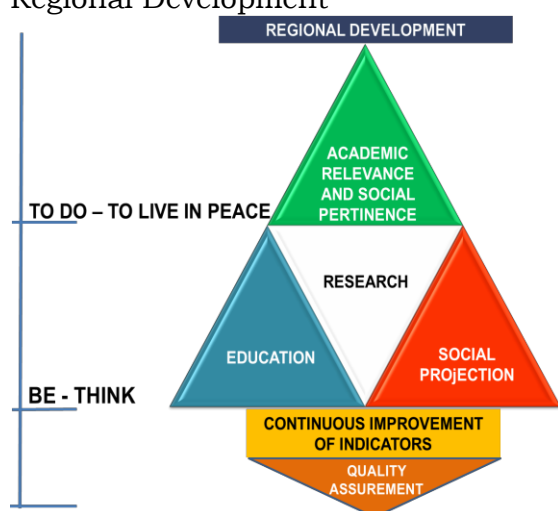 Regional Development
REGIONAL DEVELOPMENT
ACADEMIC
RELEVANCE
AND SOCIAL
PERTINENCE
TO DO – TO LIVE IN PEACE
RESEARCH
EDUCATION
SOCIAL
PROjECTION
BE - THINK
CONTINUOUS IMPROVEMENT
OF INDICATORS
QUALITY
ASSUREMENT